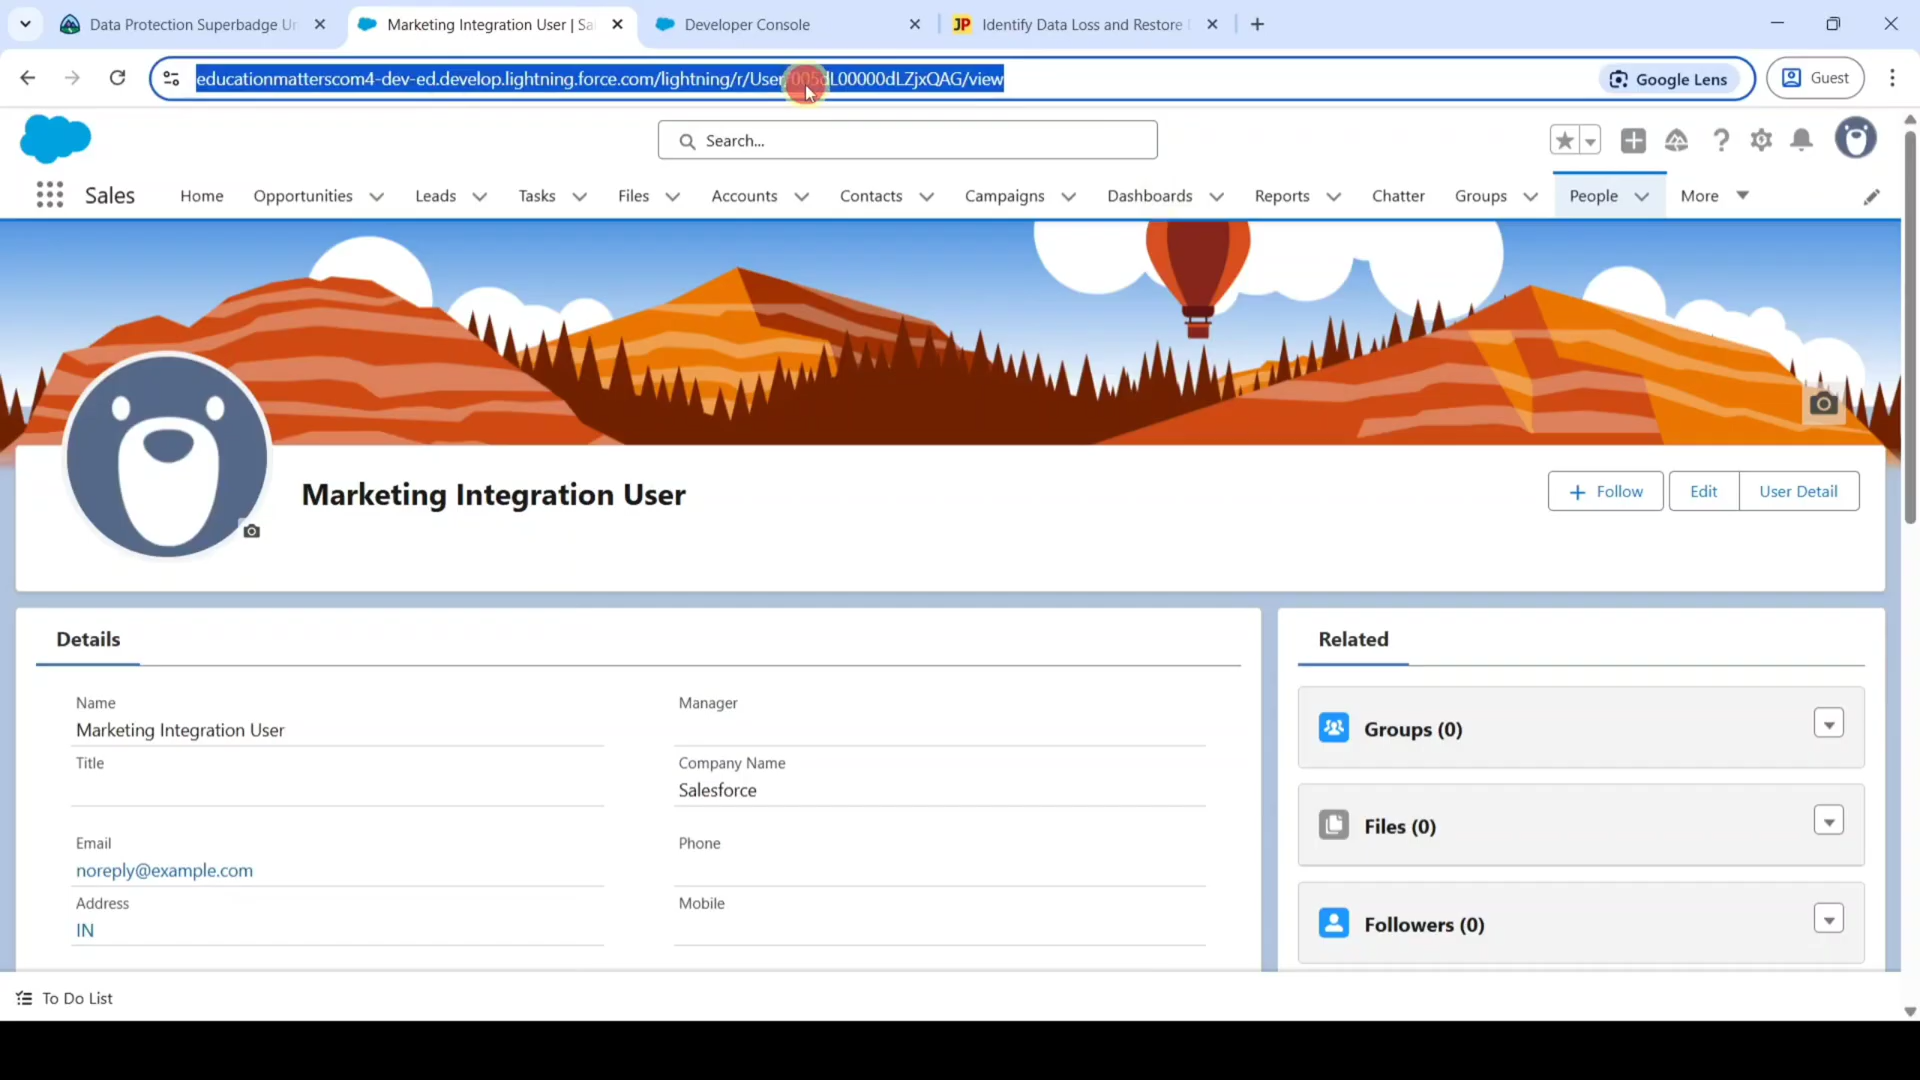 Data Protection Superbadge Un
Marketing Integration User | Sa
Developer Console
JP Identify Data Loss and Restore D
educationmatterscom4-dev-ed.develop.lightning.force.com/lightning/r/User/005dL00000dLZjxQAG/view
Google Lens
Guest
Search...
Sales
Home
Opportunities
Leads
Tasks
Files
Accounts
Contacts
Campaigns
Dashboards
Reports
Chatter
Groups
People
More
Marketing Integration User
Follow
Edit
User Detail
Details
Related
Name
Marketing Integration User
Manager
Title
Company Name
Salesforce
Email
noreply@example.com
Phone
Address
IN
Mobile
Groups (0)
Files (0)
Followers (0)
To Do List